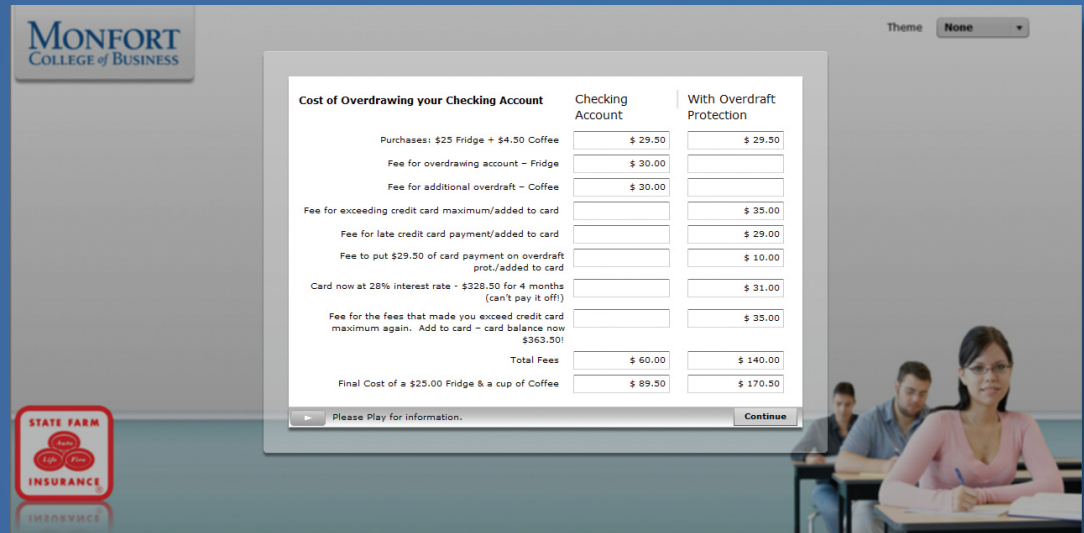 MONFORT
COLLEGE of BUSINESS
Theme None
Cost of Overdrawing your Checking Account
Checking
Account
With Overdraft
Protection
Purchases: $25 Fridge + $4.50 Coffee $ 29.50 $ 29.50
Fee for overdrawing account – Fridge $ 30.00
Fee for additional overdraft – Coffee $ 30.00
Fee for exceeding credit card maximum/added to card $ 35.00
Fee for late credit card payment/added to card $ 29.00
Fee to put $29.50 of card payment on overdraft
prot./added to card $ 10.00
Card now at 28% interest rate - $328.50 for 4 months
(can't pay it off!) $ 31.00
Fee for the fees that made you exceed credit card
maximum again. Add to card – card balance now
$363.50! $ 35.00
Total Fees $ 60.00 $ 140.00
Final Cost of a $25.00 Fridge & a cup of Coffee $ 89.50 $ 170.50
Please Play for information.
Continue
STATE FARM
Auto
Life Fire
INSURANCE
®